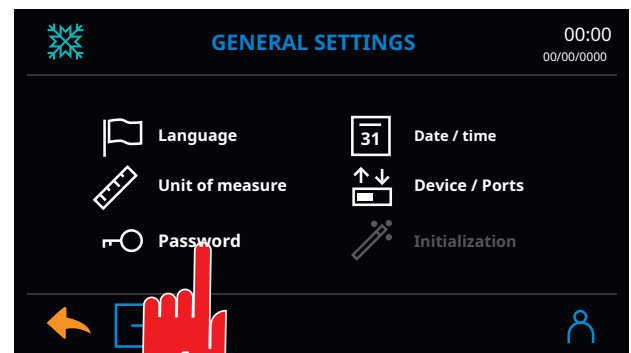 GENERAL SETTINGS
00:00
00/00/0000
Language
31
Date / time
Unit of measure
Device / Ports
Password
Initialization